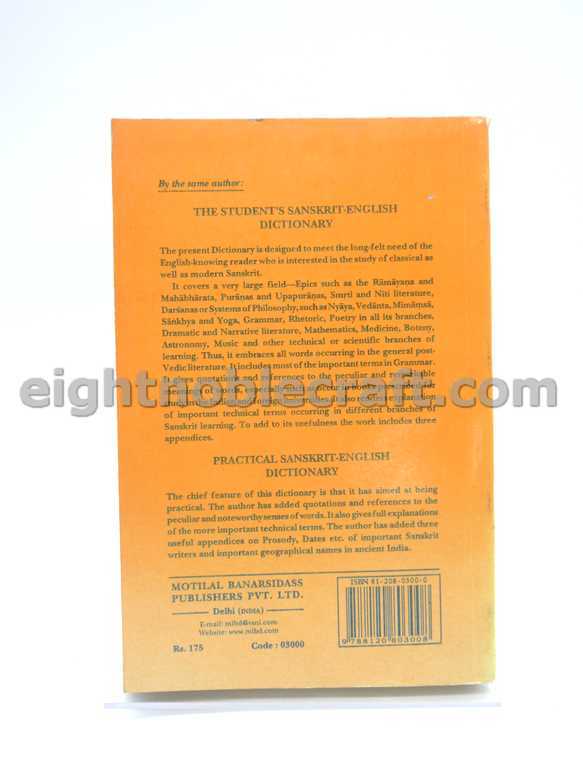 By the same author:
THE STUDENT'S SANSKRIT-ENGLISH
DICTIONARY
The present Dictionary is designed to meet the long-felt need of the
English-knowing reader who is interested in the study of classical as
well as modern Sanskrit.
It covers a very large field—Epics such as the Rāmāyaṇa and
Mahābhārata, Purāṇas and Upapurāṇas, Smṛti and Nīti literature,
Darśanas or Systems of Philosophy, such as Nyāya, Vedānta, Mīmāṃsā,
Sāṅkhya and Yoga, Grammar, Rhetoric, Poetry in all its branches,
Dramatic and Narrative literature, Mathematics, Medicine, Botany,
Astronomy, Music and other technical or scientific branches of
learning. Thus, it embraces all words occurring in the general post-
Vedic literature. It includes most of the important terms in Grammar.
eightnoblecraft.com
of important technical terms occurring in different branches of
Sanskrit learning. To add to its usefulness the work includes three
appendices.
PRACTICAL SANSKRIT-ENGLISH
DICTIONARY
The chief feature of this dictionary is that it has aimed at being
practical. The author has added quotations and references to the
peculiar and noteworthy senses of words. It also gives full explanations
of the more important technical terms. The author has added three
useful appendices on Prosody, Dates etc. of important Sanskrit
writers and important geographical names in ancient India.
MOTILAL BANARSIDASS
PUBLISHERS PVT. LTD.
Delhi (INDIA)
E-mail: mlbd@vsnl.com
Website: www.mlbd.com
Rs. 175 Code : 03000
ISBN 81-208-0300-0
9 788120 803008